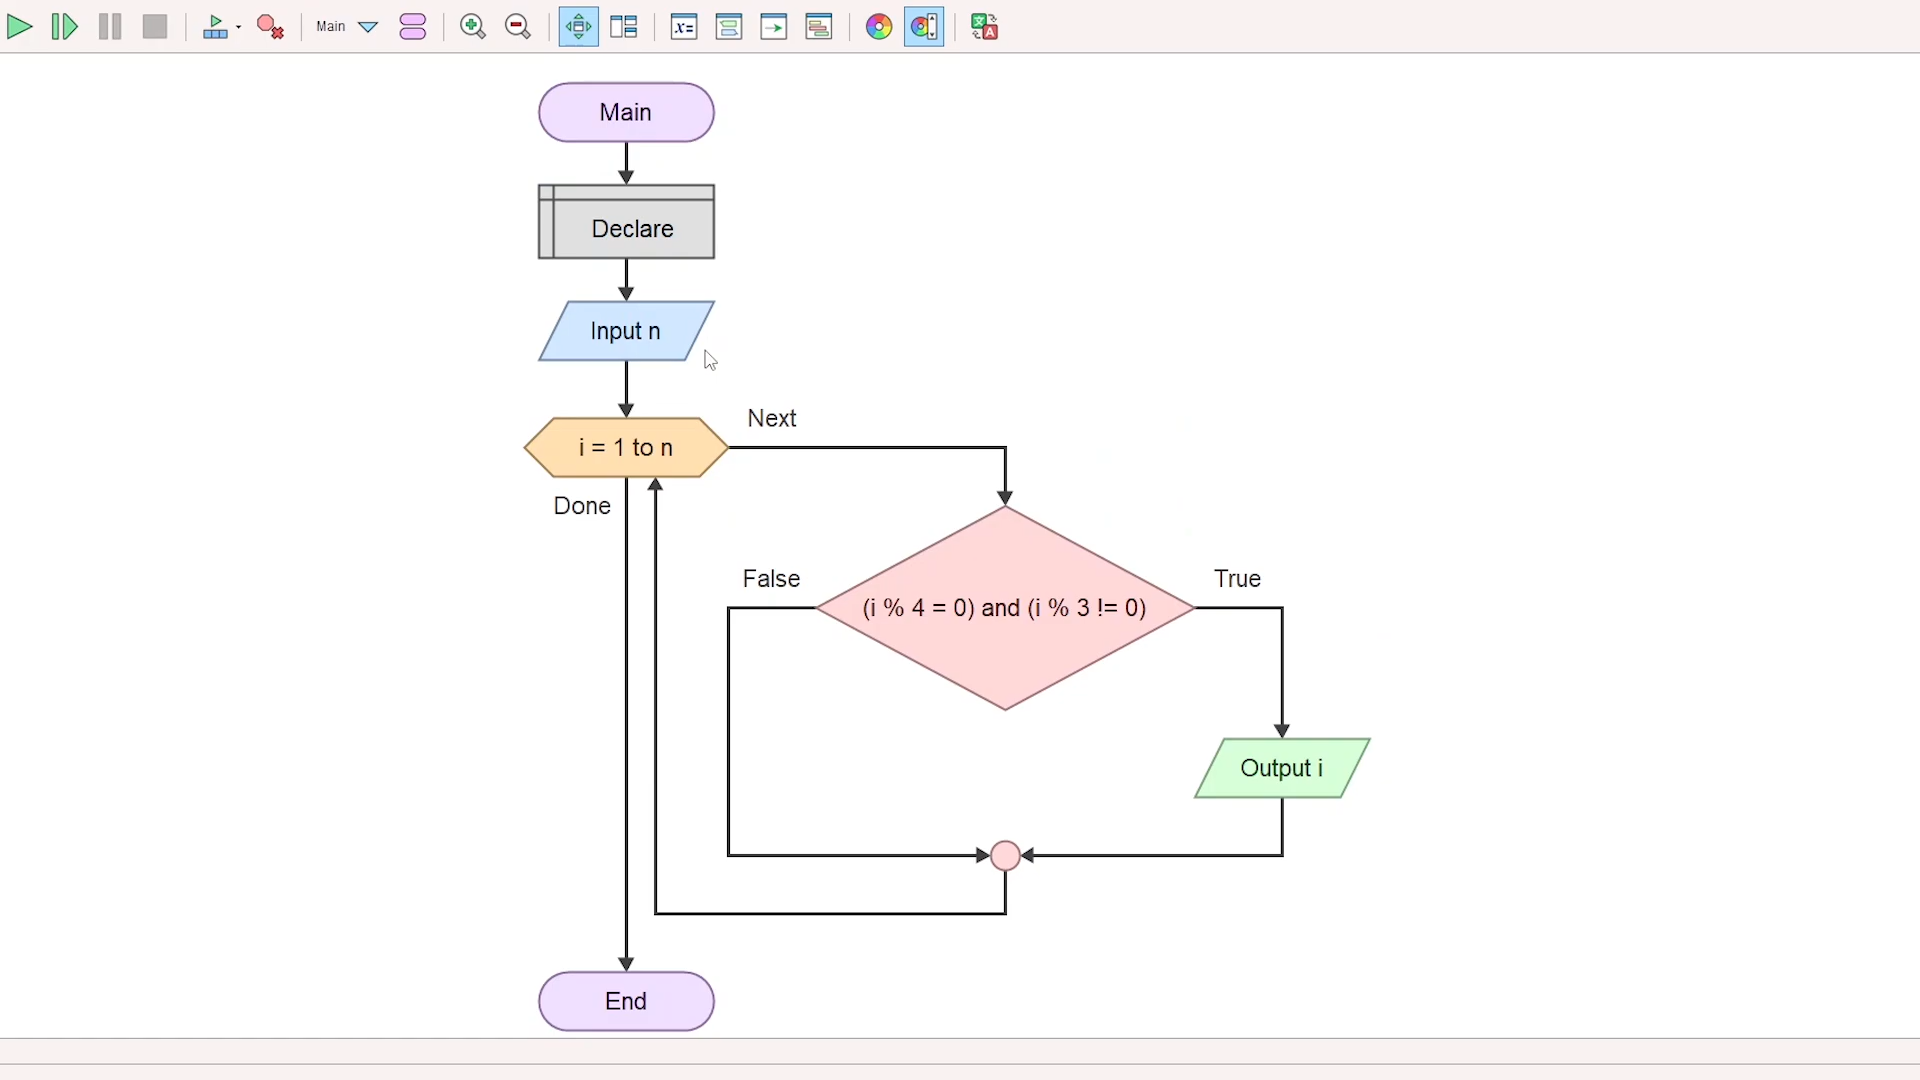 Main
Main
Declare
Input n
Next
i = 1 to n
Done
False
True
(i % 4 = 0) and (i % 3 != 0)
Output i
End